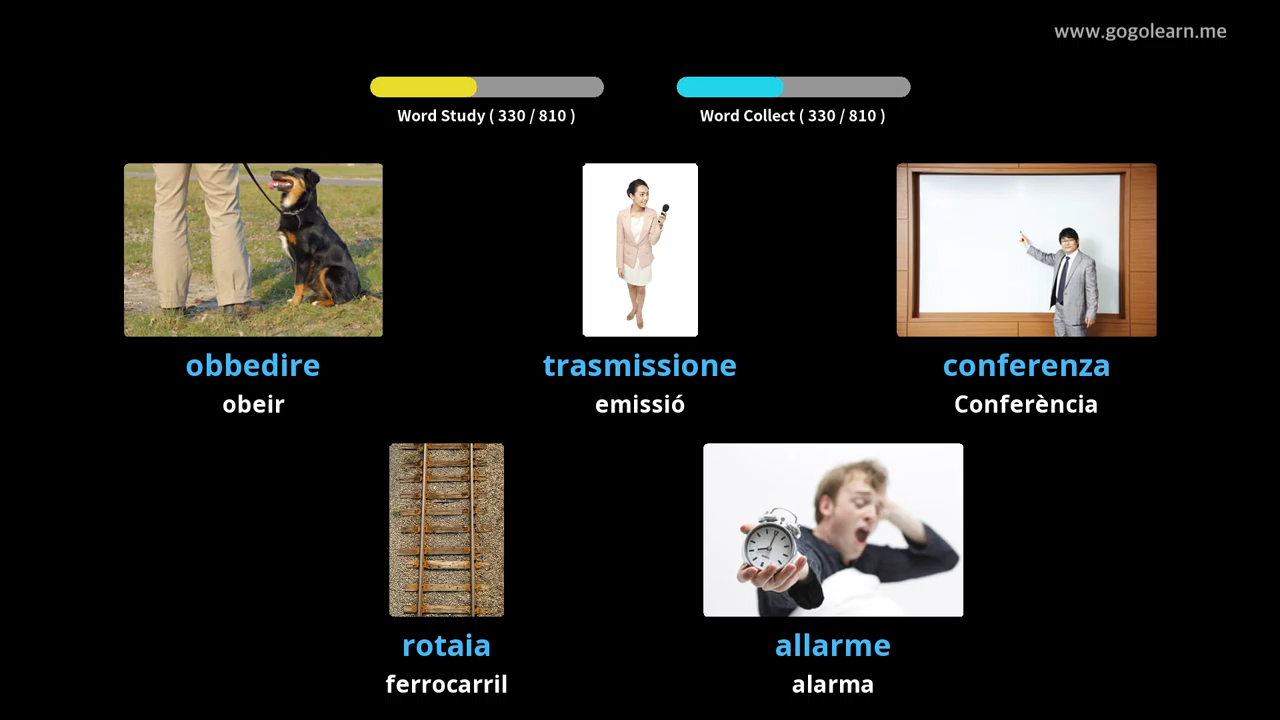 www.gogolearn.me
Word Study ( 330 / 810 )
Word Collect ( 330 / 810 )
obbedire
obeir
trasmissione
emissió
conferenza
Conferència
rotaia
ferrocarril
allarme
alarma